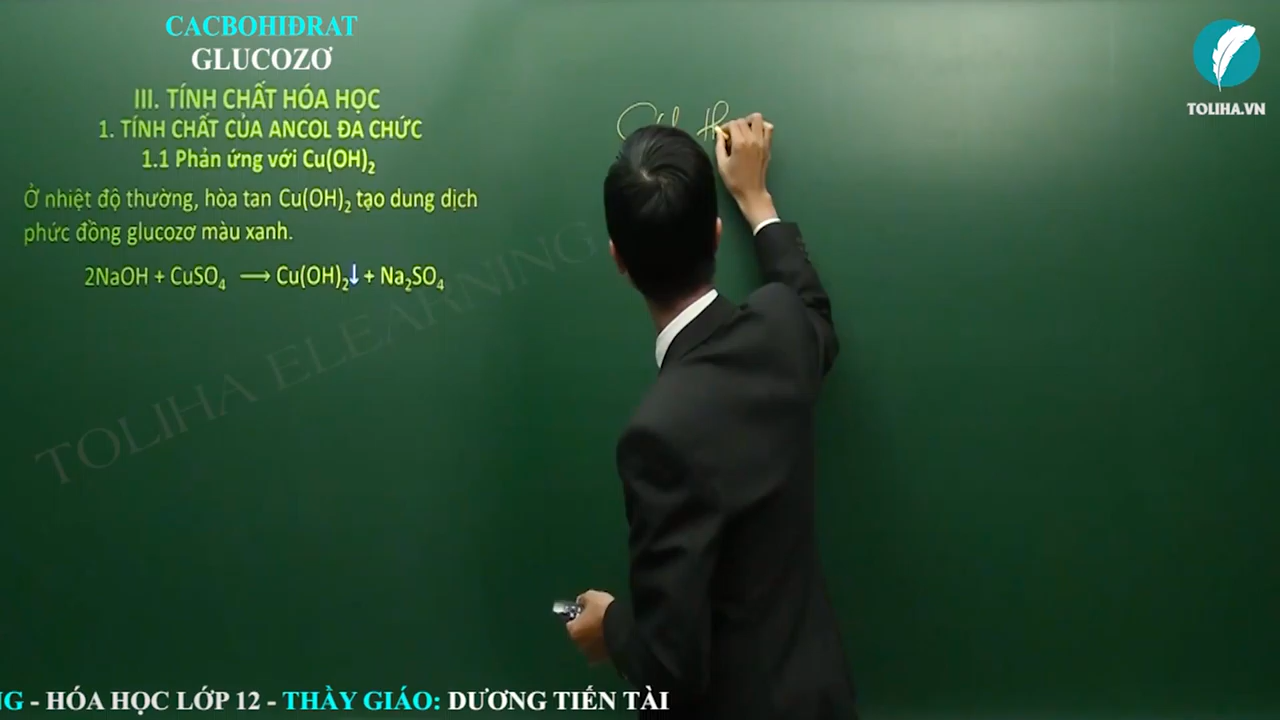 CACBOHIĐRAT
GLUCOZƠ
III. TÍNH CHẤT HÓA HỌC
1. TÍNH CHẤT CỦA ANCOL ĐA CHỨC
1.1 Phản ứng với Cu(OH)₂
Ở nhiệt độ thường, hòa tan Cu(OH)₂ tạo dung dịch
phức đồng glucozơ màu xanh.
2NaOH + CuSO₄ ⟶ Cu(OH)₂↓ + Na₂SO₄
TOLIHA.VN
TOLIHA ELEARNING
NG - HÓA HỌC LỚP 12 - THẦY GIÁO: DƯƠNG TIẾN TÀI